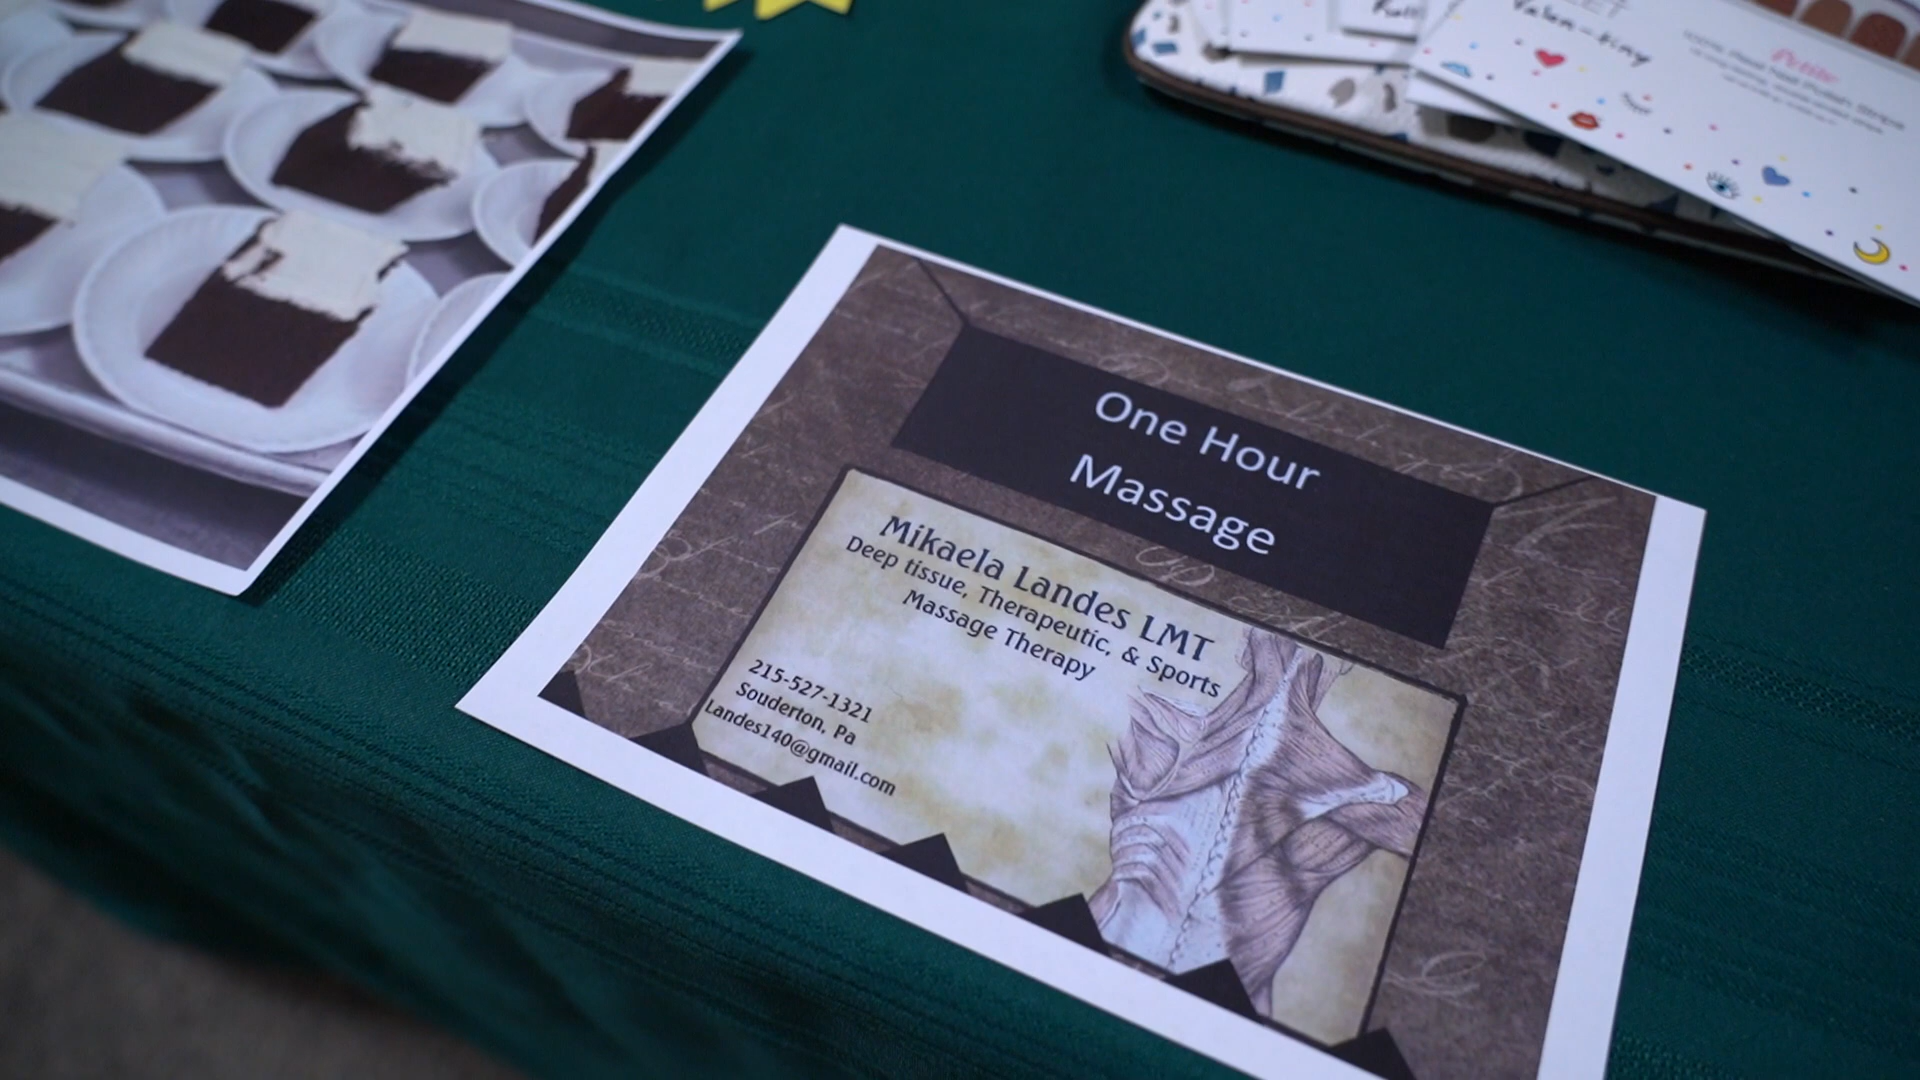 One Hour
Massage
Mikaela Landes LMT
Deep tissue, Therapeutic, & Sports
Massage Therapy
215-527-1321
Souderton, Pa
Landes140@gmail.com
Petite